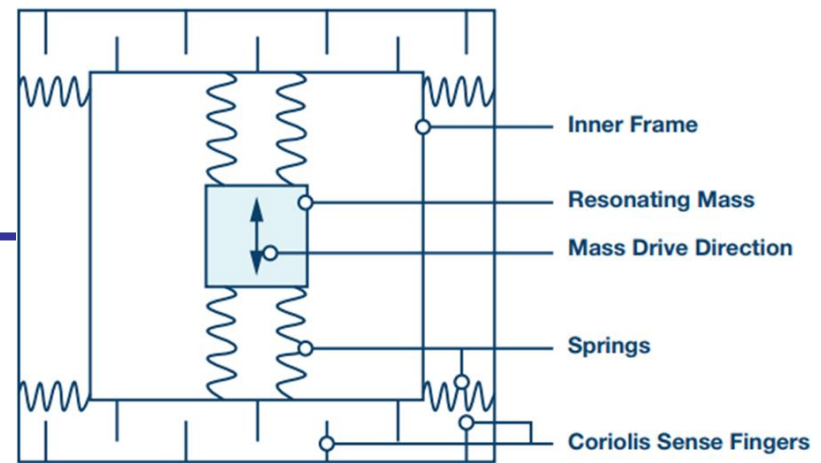 Inner Frame
Resonating Mass
Mass Drive Direction
Springs
Coriolis Sense Fingers